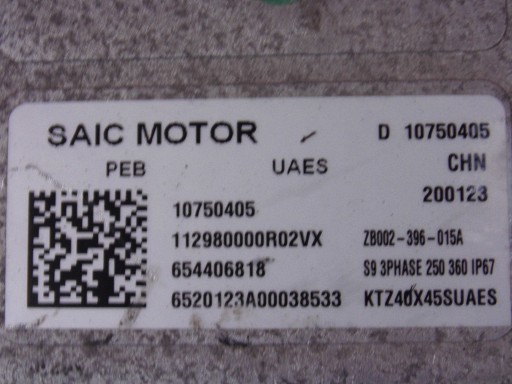 SAIC MOTOR D 10750405
PEB UAES CHN
200123
10750405
112980000R02VX ZB002-396-015A
654406818 S9 3PHASE 250 360 IP67
6520123A00038533 KTZ40X45SUAES